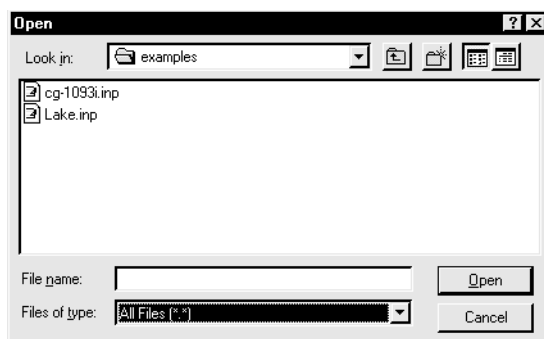 Open
Look in: examples
cg-1093i.inp
Lake.inp
File name:
Open
Files of type: All Files (*.*)
Cancel